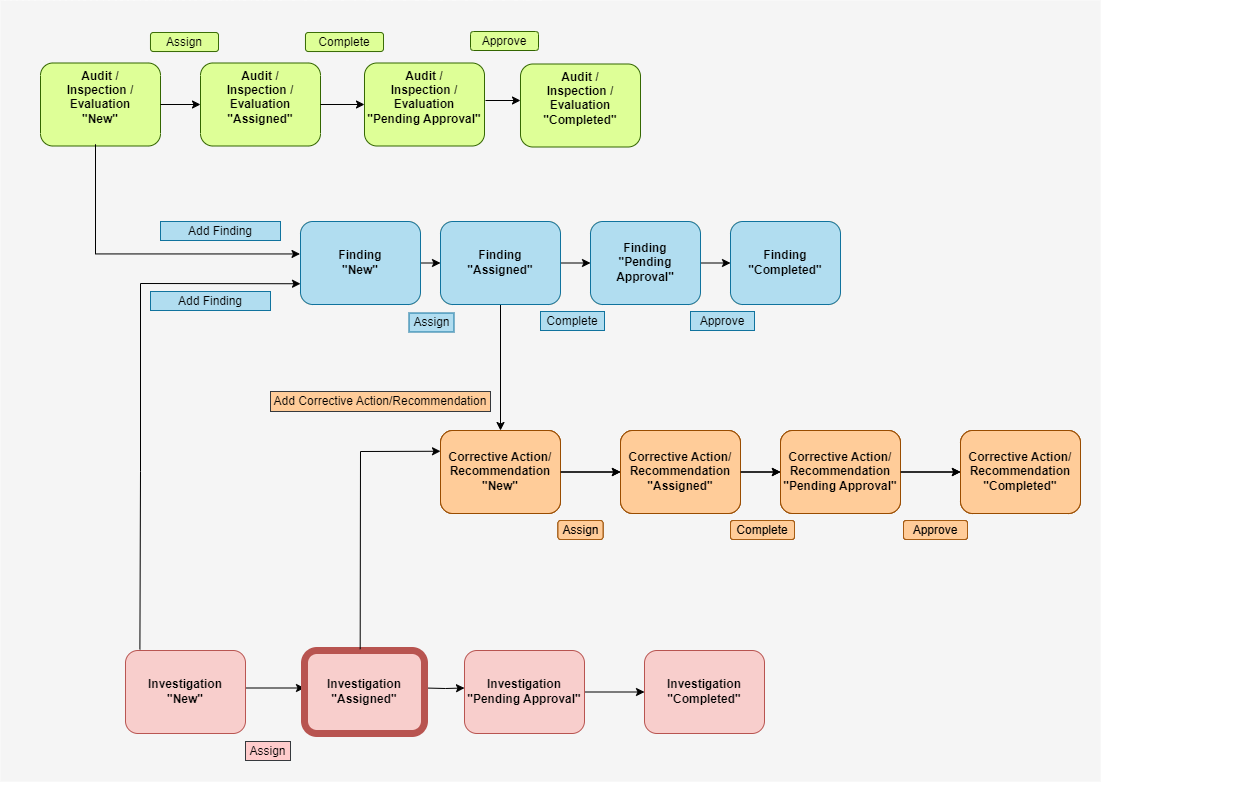 Assign
Complete
Approve
Audit /
Inspection /
Evaluation
"New"
Audit /
Inspection /
Evaluation
"Assigned"
Audit /
Inspection /
Evaluation
"Pending Approval"
Audit /
Inspection /
Evaluation
"Completed"
Add Finding
Finding
"New"
Finding
"Assigned"
Finding
"Pending
Approval"
Finding
"Completed"
Add Finding
Assign
Complete
Approve
Add Corrective Action/Recommendation
Corrective Action/
Recommendation
"New"
Corrective Action/
Recommendation
"Assigned"
Corrective Action/
Recommendation
"Pending Approval"
Corrective Action/
Recommendation
"Completed"
Assign
Complete
Approve
Investigation
"New"
Investigation
"Assigned"
Investigation
"Pending Approval"
Investigation
"Completed"
Assign